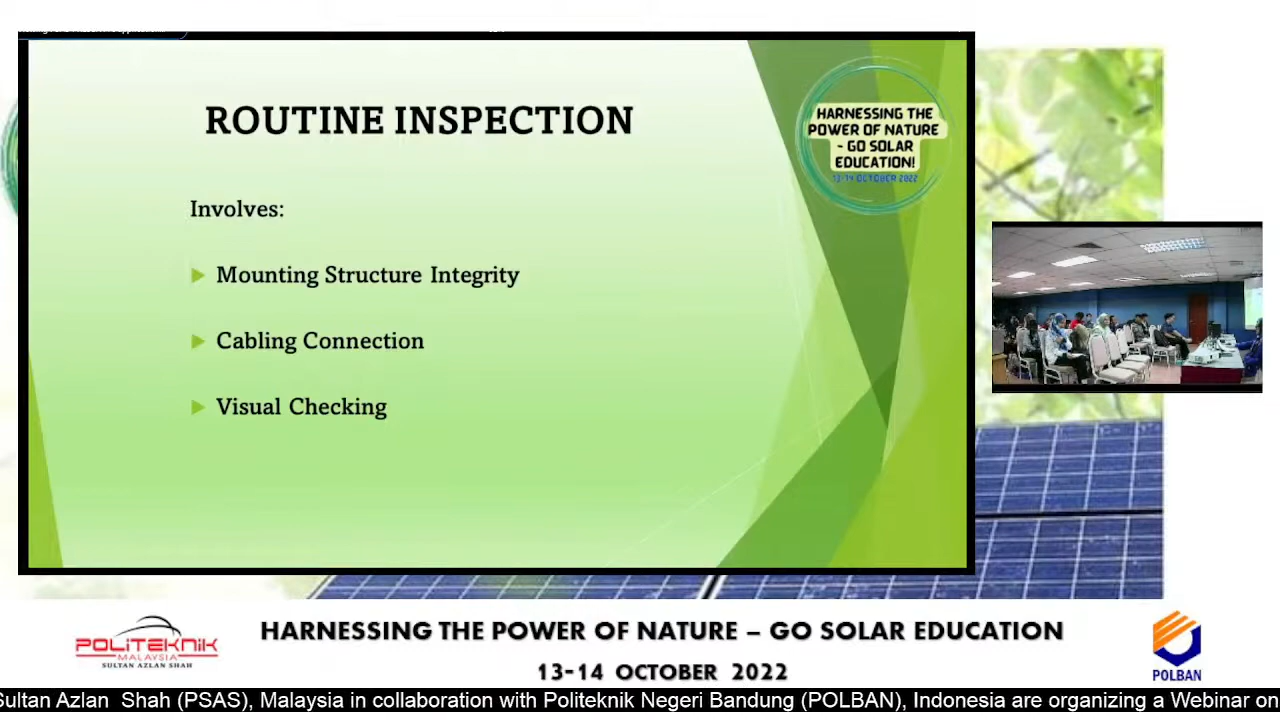 ROUTINE INSPECTION
HARNESSING THE
POWER OF NATURE
- GO SOLAR
EDUCATION!
13-14 OCTOBER 2022
Involves:
Mounting Structure Integrity
Cabling Connection
Visual Checking
POLITEKNIK
MALAYSIA
SULTAN AZLAN SHAH
HARNESSING THE POWER OF NATURE – GO SOLAR EDUCATION
13-14 OCTOBER 2022
POLBAN
Sultan Azlan Shah (PSAS), Malaysia in collaboration with Politeknik Negeri Bandung (POLBAN), Indonesia are organizing a Webinar on